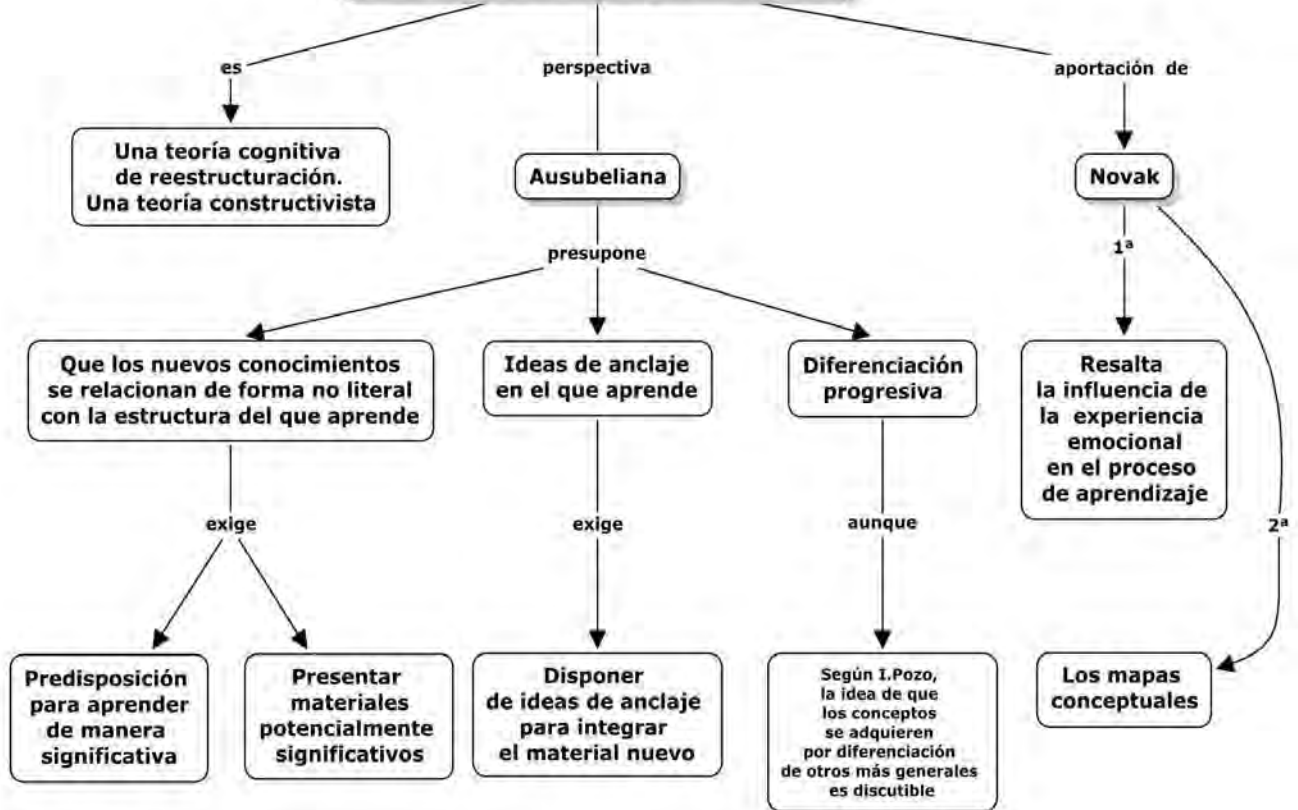 es
perspectiva
aportación de
Una teoría cognitiva
de reestructuración.
Una teoría constructivista
Ausubeliana
Novak
presupone
1ª
Que los nuevos conocimientos
se relacionan de forma no literal
con la estructura del que aprende
Ideas de anclaje
en el que aprende
Diferenciación
progresiva
Resalta
la influencia de
la experiencia
emocional
en el proceso
de aprendizaje
exige
exige
aunque
2ª
Predisposición
para aprender
de manera
significativa
Presentar
materiales
potencialmente
significativos
Disponer
de ideas de anclaje
para integrar
el material nuevo
Según I.Pozo,
la idea de que
los conceptos
se adquieren
por diferenciación
de otros más generales
es discutible
Los mapas
conceptuales